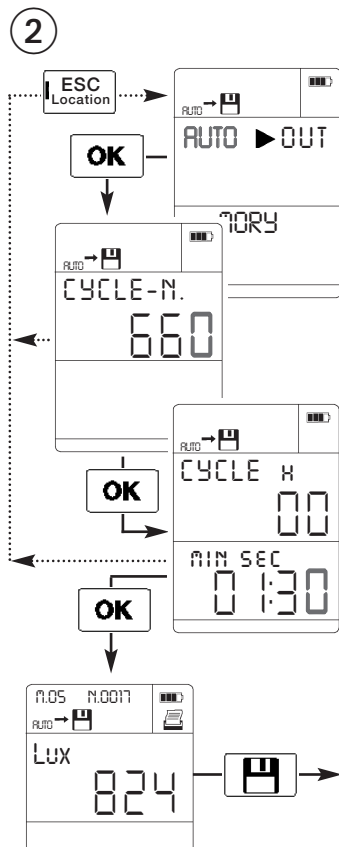 2
ESC
Location
AUTO
AUTO ▶ OUT
OK
MORY
AUTO
CYCLE-N.
660
AUTO
CYCLE H
00
OK
MIN SEC
01:30
OK
M.05 N.0017
AUTO
Lux
824